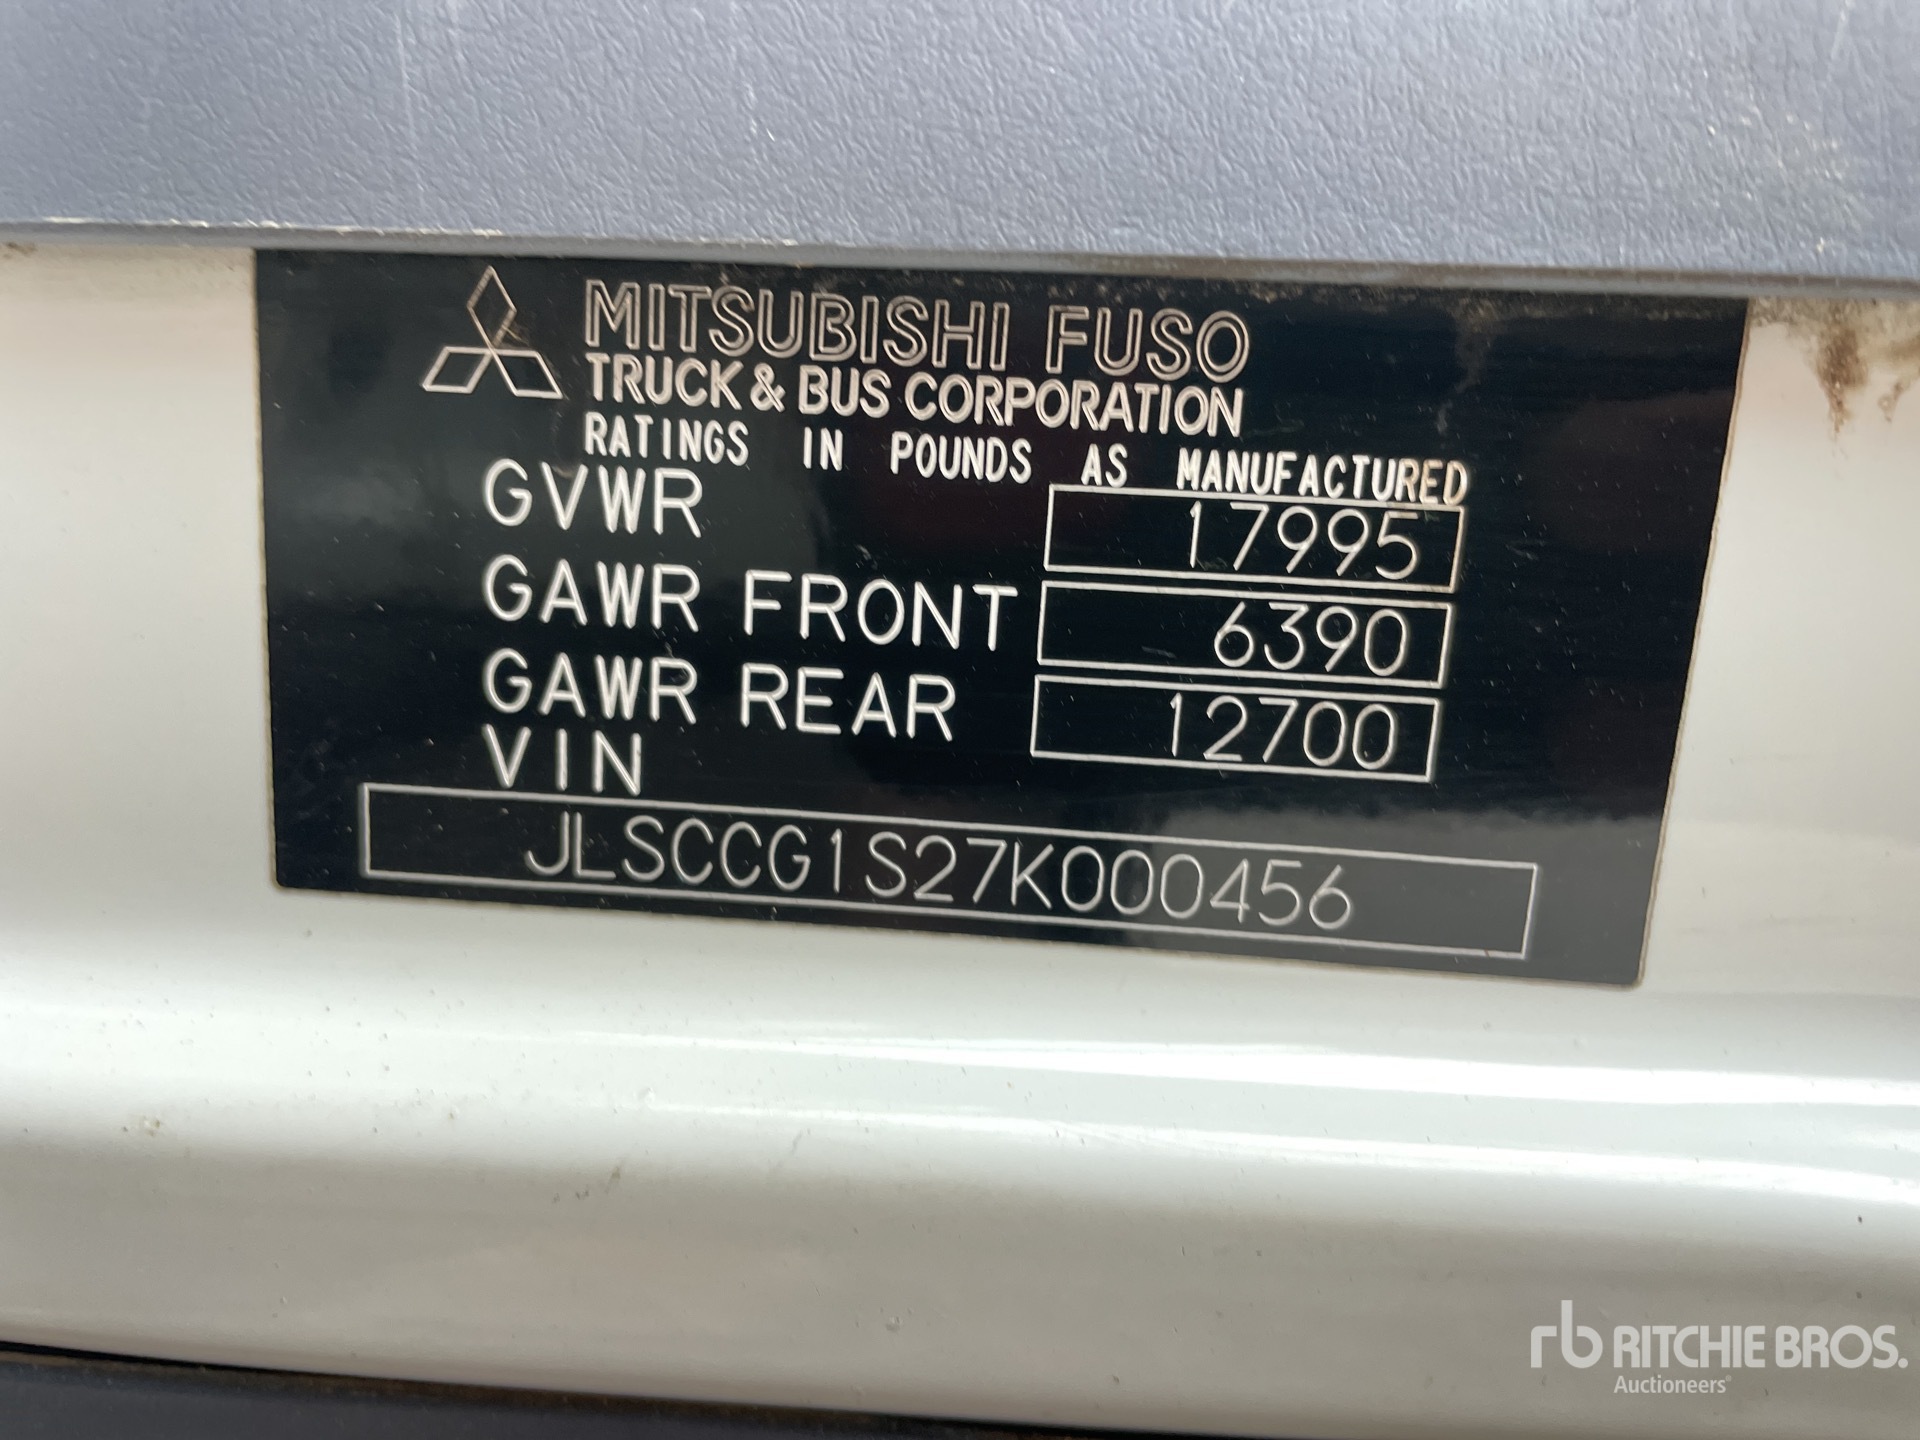 MITSUBISHI FUSO
TRUCK & BUS CORPORATION
RATINGS IN POUNDS AS MANUFACTURED
GVWR 17995
GAWR FRONT 6390
GAWR REAR 12700
VIN
JLSCCG1S27K000456
rb RITCHIE BROS.
Auctioneers